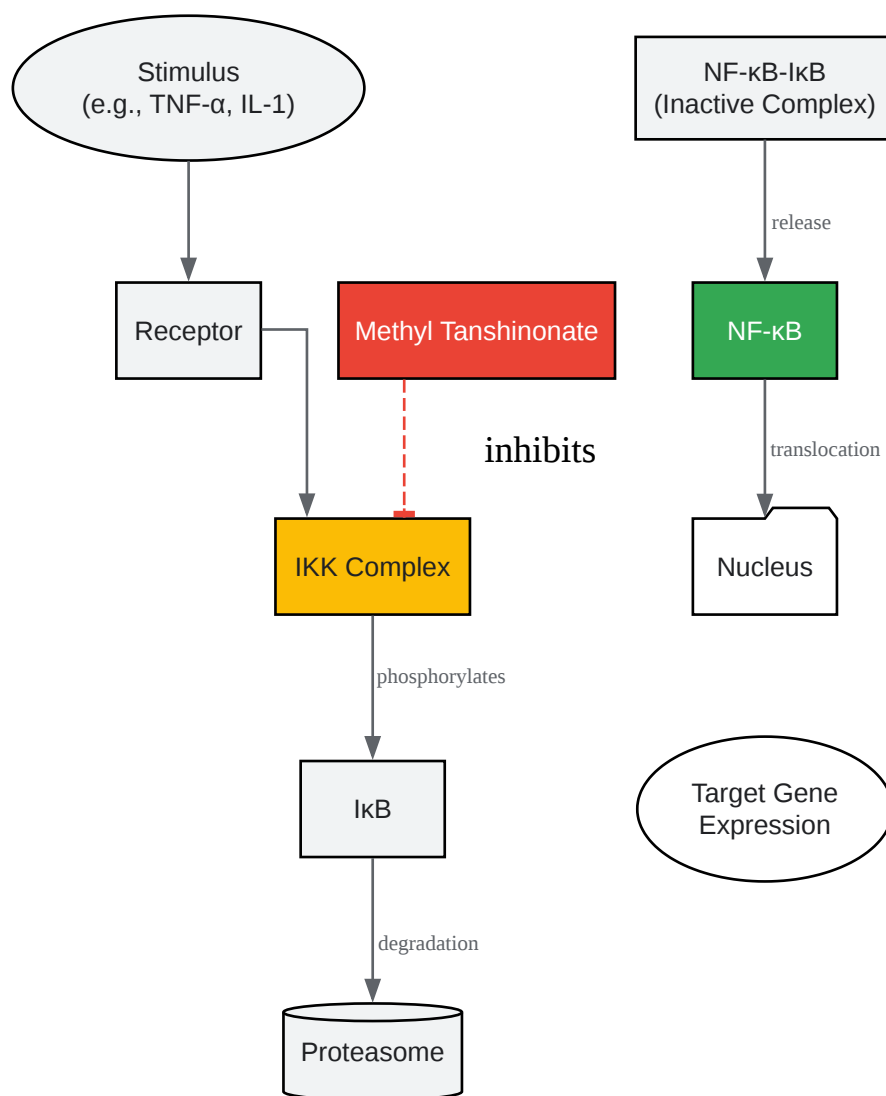 Stimulus
(e.g., TNF-α, IL-1)
NF-κB-IκB
(Inactive Complex)
release
Receptor
Methyl Tanshinonate
NF-κB
inhibits
translocation
IKK Complex
Nucleus
phosphorylates
IκB
Target Gene
Expression
degradation
Proteasome